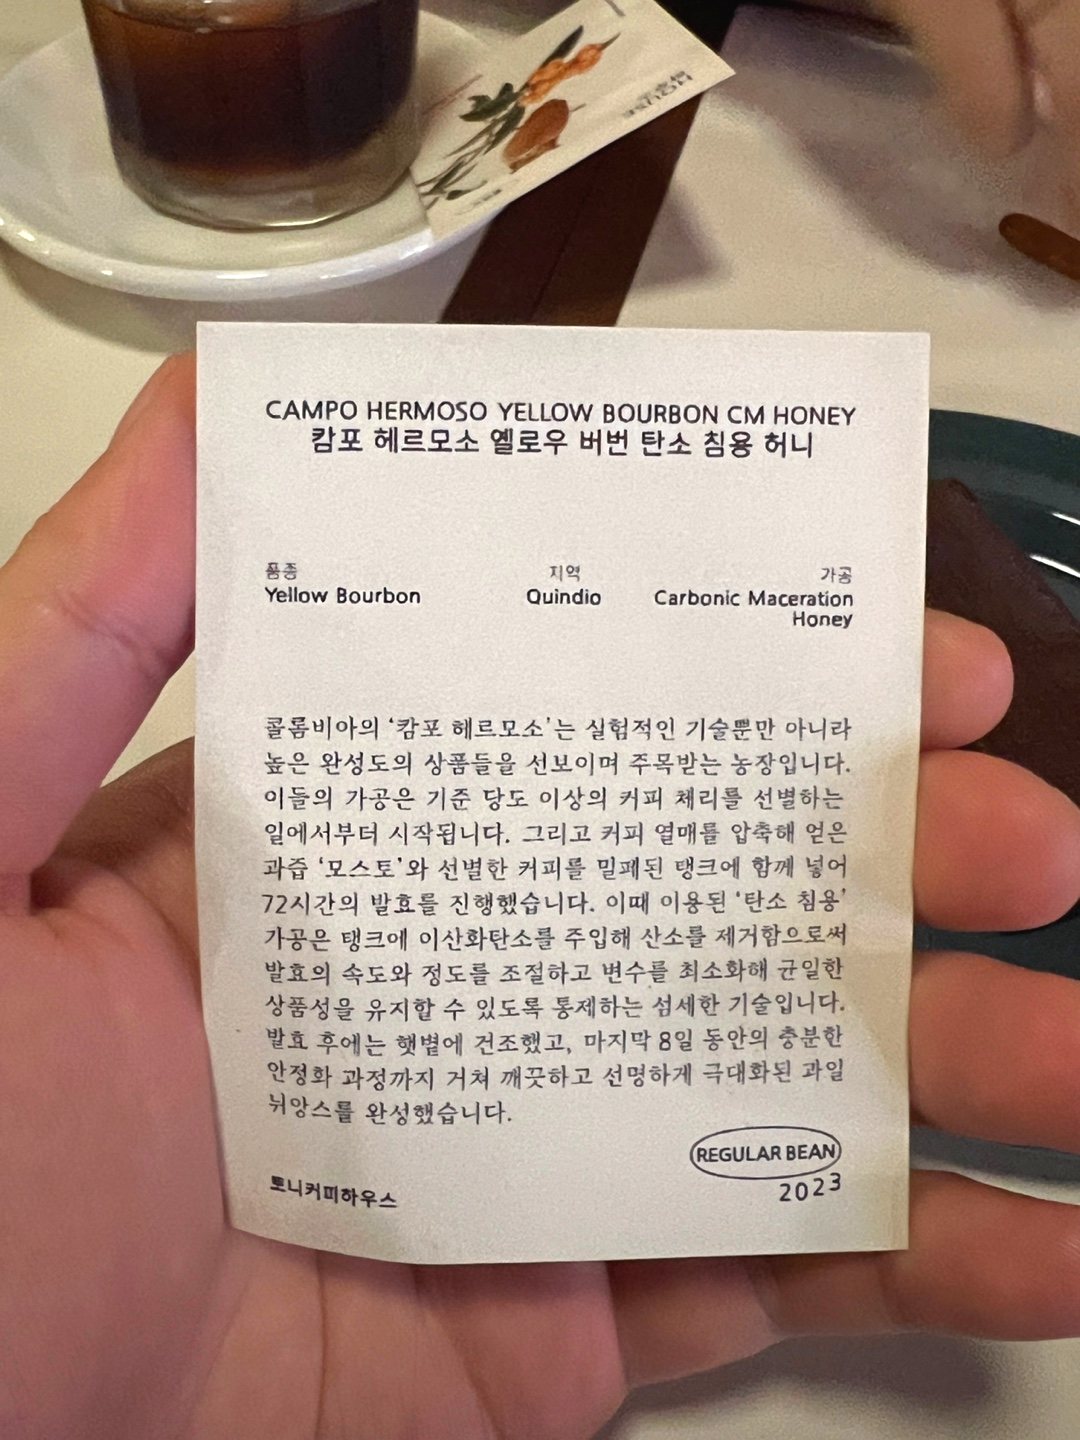 CAMPO HERMOSO YELLOW BOURBON CM HONEY
캄포 헤르모소 옐로우 버번 탄소 침용 허니
품종
Yellow Bourbon
지역
Quindio
가공
Carbonic Maceration
Honey
콜롬비아의 ‘캄포 헤르모소’는 실험적인 기술뿐만 아니라
높은 완성도의 상품들을 선보이며 주목받는 농장입니다.
이들의 가공은 기준 당도 이상의 커피 체리를 선별하는
일에서부터 시작됩니다. 그리고 커피 열매를 압축해 얻은
과즙 ‘모스토’와 선별한 커피를 밀폐된 탱크에 함께 넣어
72시간의 발효를 진행했습니다. 이때 이용된 ‘탄소 침용’
가공은 탱크에 이산화탄소를 주입해 산소를 제거함으로써
발효의 속도와 정도를 조절하고 변수를 최소화해 균일한
상품성을 유지할 수 있도록 통제하는 섬세한 기술입니다.
발효 후에는 햇볕에 건조했고, 마지막 8일 동안의 충분한
안정화 과정까지 거쳐 깨끗하고 선명하게 극대화된 과일
뉘앙스를 완성했습니다.
REGULAR BEAN
2023
토니커피하우스